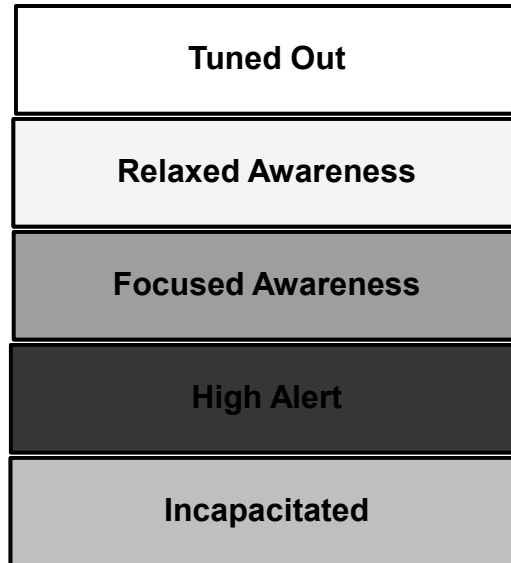 Tuned Out
Relaxed Awareness
Focused Awareness
High Alert
Incapacitated